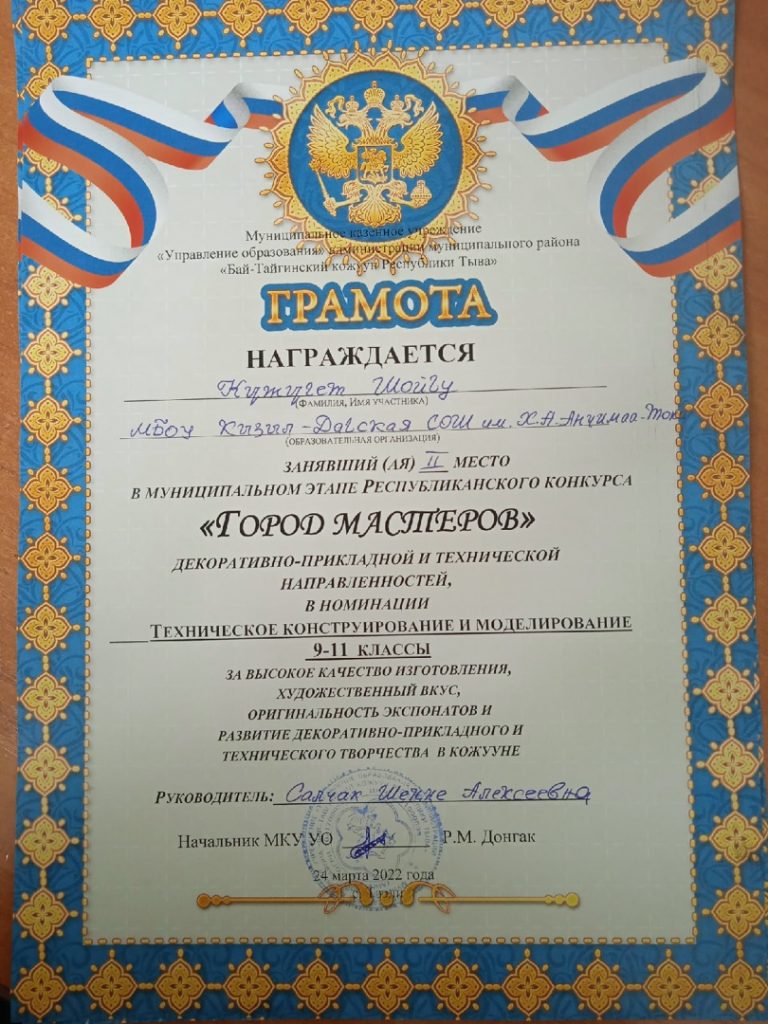 Муниципальное казенное учреждение
«Управление образования» администрации муниципального района
«Бай-Тайгинский кожуун Республики Тыва»
ГРАМОТА
НАГРАЖДАЕТСЯ
Кужугет Шойгу
(ФАМИЛИЯ, ИМЯ УЧАСТНИКА)
МБОУ Кызыл-Дагская СОШ им. Х.А.Анчимаа-Тока
(ОБРАЗОВАТЕЛЬНАЯ ОРГАНИЗАЦИЯ)
ЗАНЯВШИЙ (АЯ) II МЕСТО
В МУНИЦИПАЛЬНОМ ЭТАПЕ РЕСПУБЛИКАНСКОГО КОНКУРСА
«ГОРОД МАСТЕРОВ»
ДЕКОРАТИВНО-ПРИКЛАДНОЙ И ТЕХНИЧЕСКОЙ
НАПРАВЛЕННОСТЕЙ,
В НОМИНАЦИИ
ТЕХНИЧЕСКОЕ КОНСТРУИРОВАНИЕ И МОДЕЛИРОВАНИЕ
9-11 КЛАССЫ
ЗА ВЫСОКОЕ КАЧЕСТВО ИЗГОТОВЛЕНИЯ,
ХУДОЖЕСТВЕННЫЙ ВКУС,
ОРИГИНАЛЬНОСТЬ ЭКСПОНАТОВ И
РАЗВИТИЕ ДЕКОРАТИВНО-ПРИКЛАДНОГО И
ТЕХНИЧЕСКОГО ТВОРЧЕСТВА В КОЖУУНЕ
РУКОВОДИТЕЛЬ: Салчак Шенне Алексеевна
Начальник МКУ УО Р.М. Донгак
24 марта 2022 года